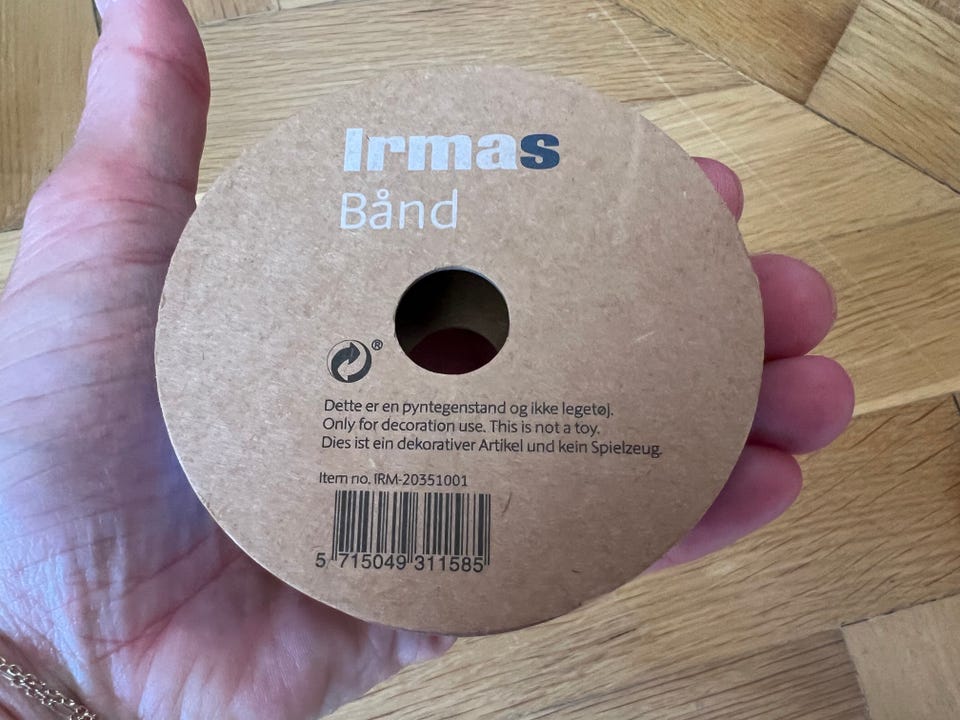 Irmas
Bånd
®
Dette er en pyntegenstand og ikke legetøj.
Only for decoration use. This is not a toy.
Dies ist ein dekorativer Artikel und kein Spielzeug.
Item no. IRM-20351001
5 715049 311585